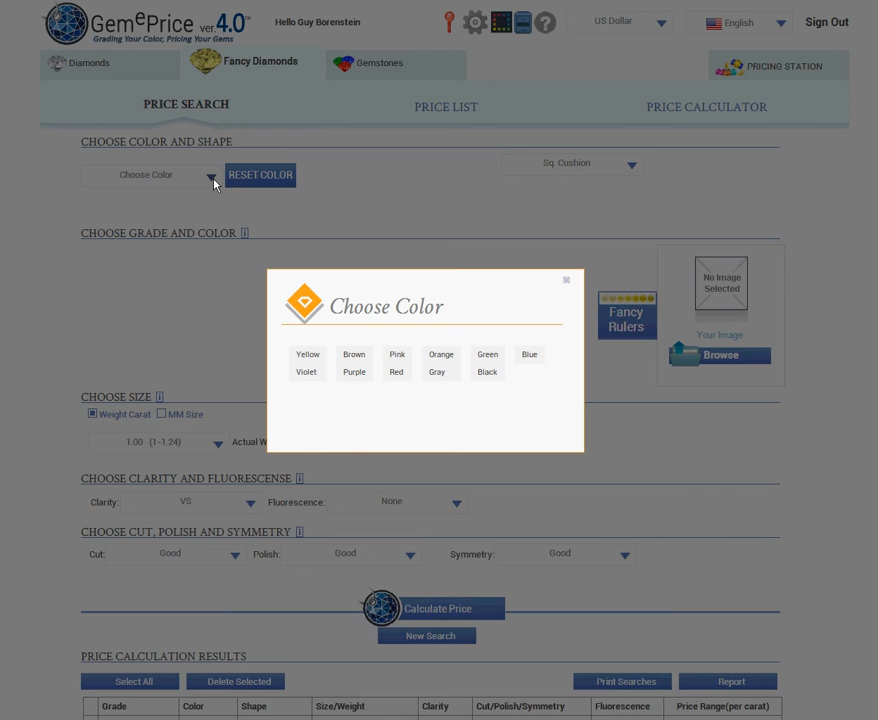 GemePrice ver.4.0™
Grading Your Color, Pricing Your Gems
Hello Guy Borenstein
US Dollar
English
Sign Out
Diamonds
Fancy Diamonds
Gemstones
PRICING STATION
PRICE SEARCH
PRICE LIST
PRICE CALCULATOR
CHOOSE COLOR AND SHAPE
Choose Color
RESET COLOR
Sq. Cushion
CHOOSE GRADE AND COLOR i
No Image
Selected
Fancy
Rulers
Your Image
Browse
Choose Color
Yellow Brown Pink Orange Green Blue
Violet Purple Red Gray Black
CHOOSE SIZE i
Weight Carat MM Size
1.00 (1-1.24) Actual W
CHOOSE CLARITY AND FLUORESCENSE i
Clarity: VS Fluorescence: None
CHOOSE CUT, POLISH AND SYMMETRY i
Cut: Good Polish: Good Symmetry: Good
Calculate Price
New Search
PRICE CALCULATION RESULTS
Select All Delete Selected Print Searches Report
Grade Color Shape Size/Weight Clarity Cut/Polish/Symmetry Fluorescence Price Range(per carat)